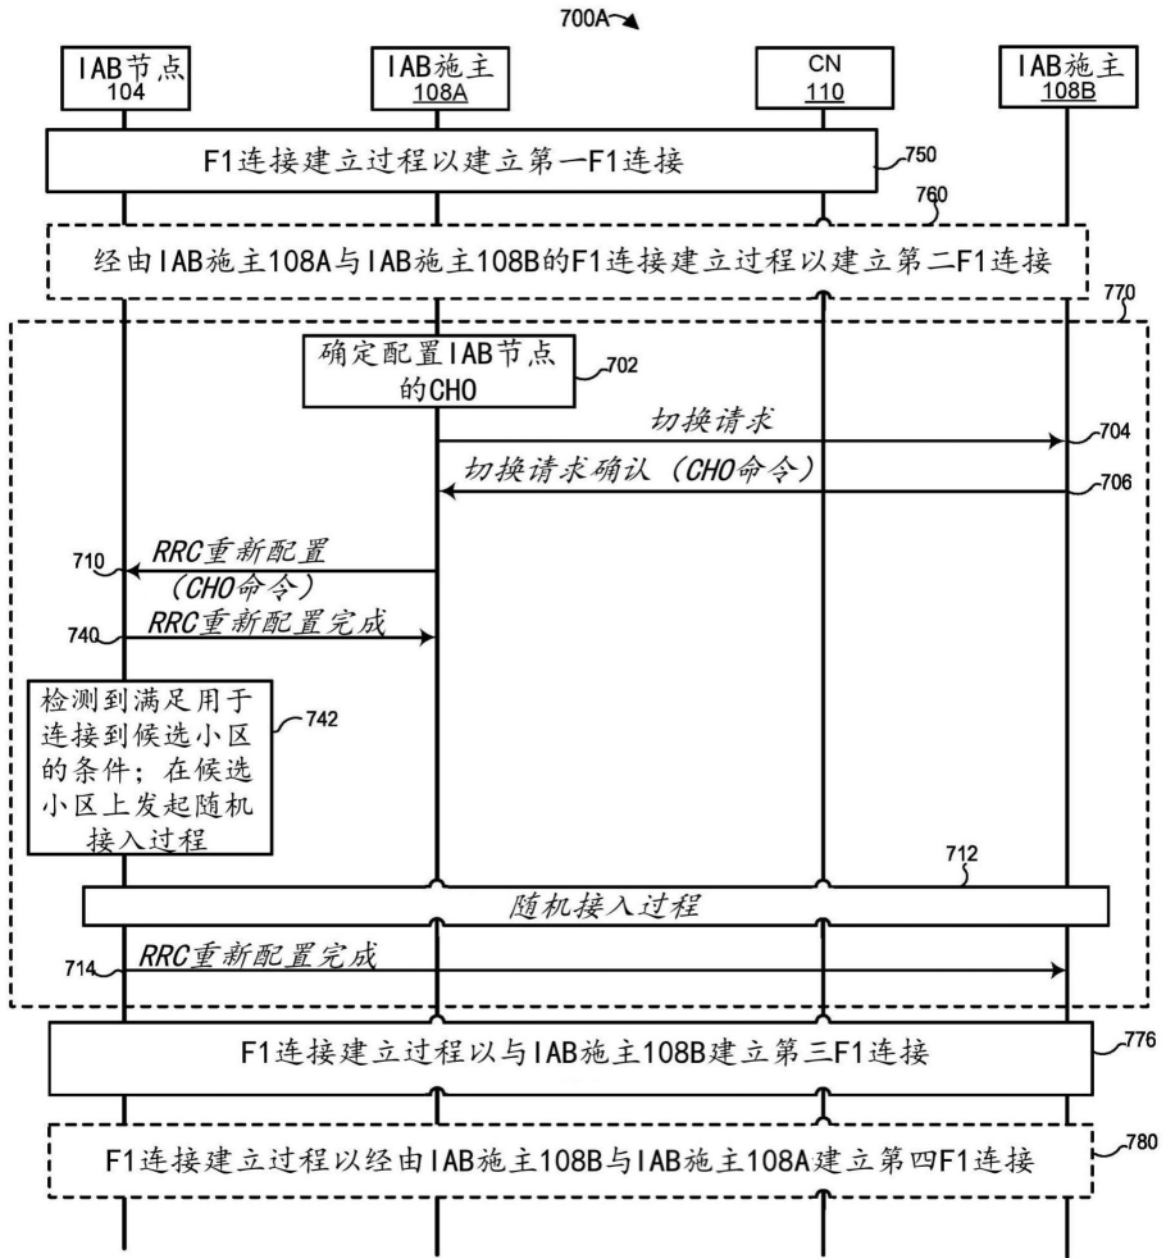 700A
IAB节点
104
IAB施主
108A
CN
110
IAB施主
108B
F1连接建立过程以建立第一F1连接
750
760
经由IAB施主108A与IAB施主108B的F1连接建立过程以建立第二F1连接
770
确定配置IAB节点
的CHO
702
切换请求
704
切换请求确认（CHO命令）
706
710
RRC重新配置
（CHO命令）
740
RRC重新配置完成
检测到满足用于
连接到候选小区
的条件；在候选
小区上发起随机
接入过程
742
712
随机接入过程
714
RRC重新配置完成
F1连接建立过程以与IAB施主108B建立第三F1连接
776
F1连接建立过程以经由IAB施主108B与IAB施主108A建立第四F1连接
780